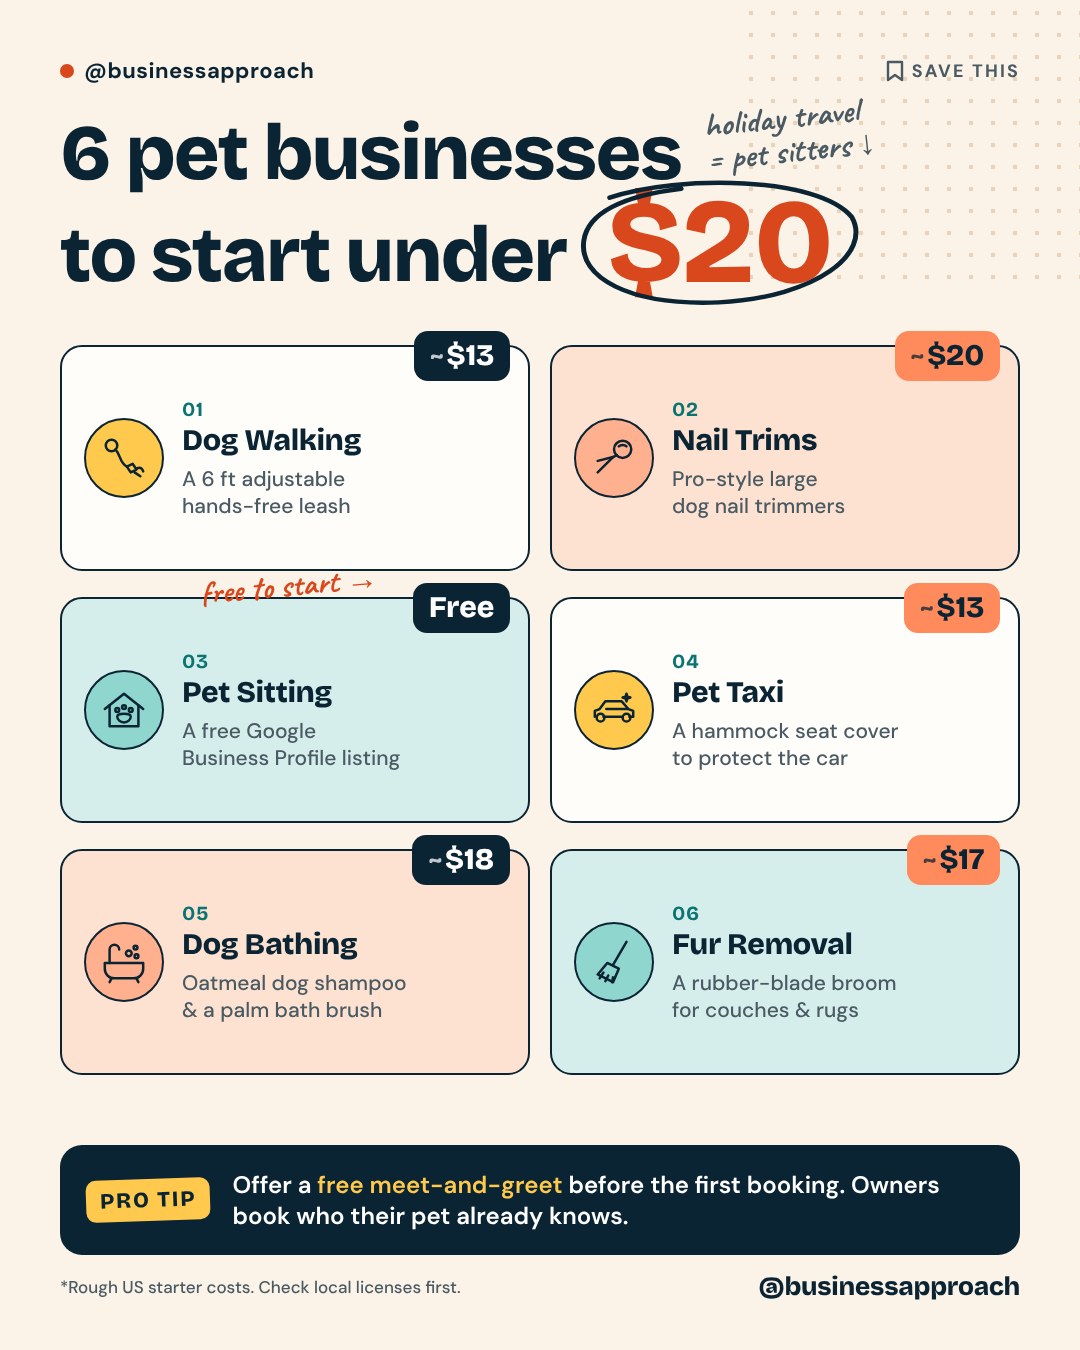 @businessapproach
SAVE THIS
6 pet businesses
holiday travel
= pet sitters ↓
to start under $20
~$13
01
Dog Walking
A 6 ft adjustable
hands-free leash
~$20
02
Nail Trims
Pro-style large
dog nail trimmers
free to start →
Free
03
Pet Sitting
A free Google
Business Profile listing
~$13
04
Pet Taxi
A hammock seat cover
to protect the car
~$18
05
Dog Bathing
Oatmeal dog shampoo
& a palm bath brush
~$17
06
Fur Removal
A rubber-blade broom
for couches & rugs
PRO TIP
Offer a free meet-and-greet before the first booking. Owners
book who their pet already knows.
*Rough US starter costs. Check local licenses first.
@businessapproach